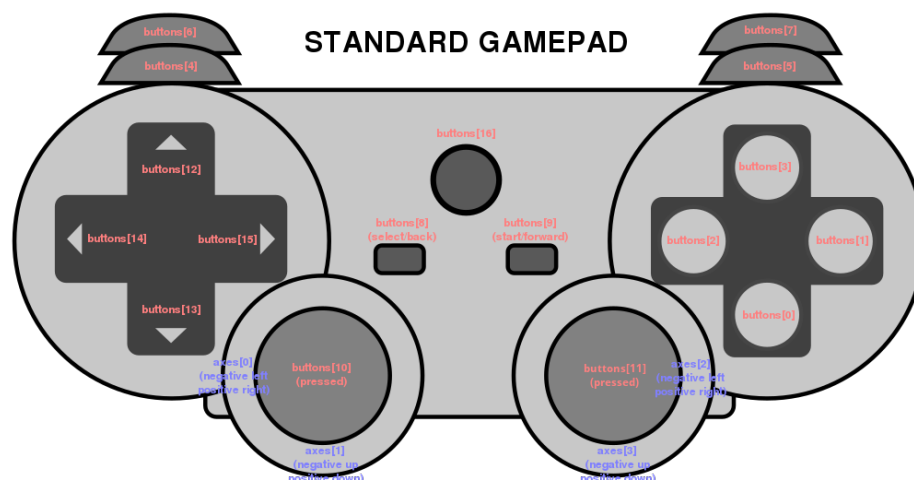 buttons[6]
buttons[4]
STANDARD GAMEPAD
buttons[7]
buttons[5]
buttons[16]
buttons[12]
buttons[14]
buttons[15]
buttons[13]
buttons[8]
(select/back)
buttons[9]
(start/forward)
buttons[3]
buttons[2]
buttons[1]
buttons[0]
axes[0]
(negative left
positive right)
buttons[10]
(pressed)
axes[1]
(negative up
positive down)
buttons[11]
(pressed)
axes[2]
(negative left
positive right)
axes[3]
(negative up
positive down)